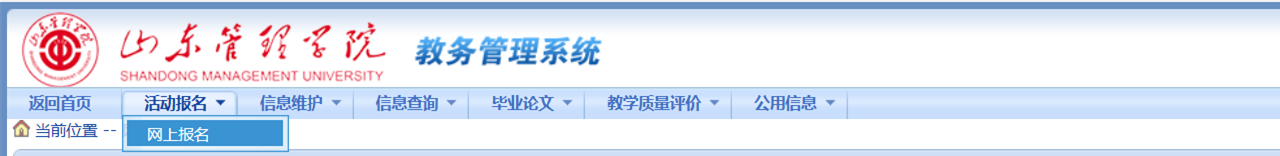 山东管理学院 教务管理系统
SHANDONG MANAGEMENT UNIVERSITY
返回首页 活动报名 信息维护 信息查询 毕业论文 教学质量评价 公用信息
当前位置 --
网上报名